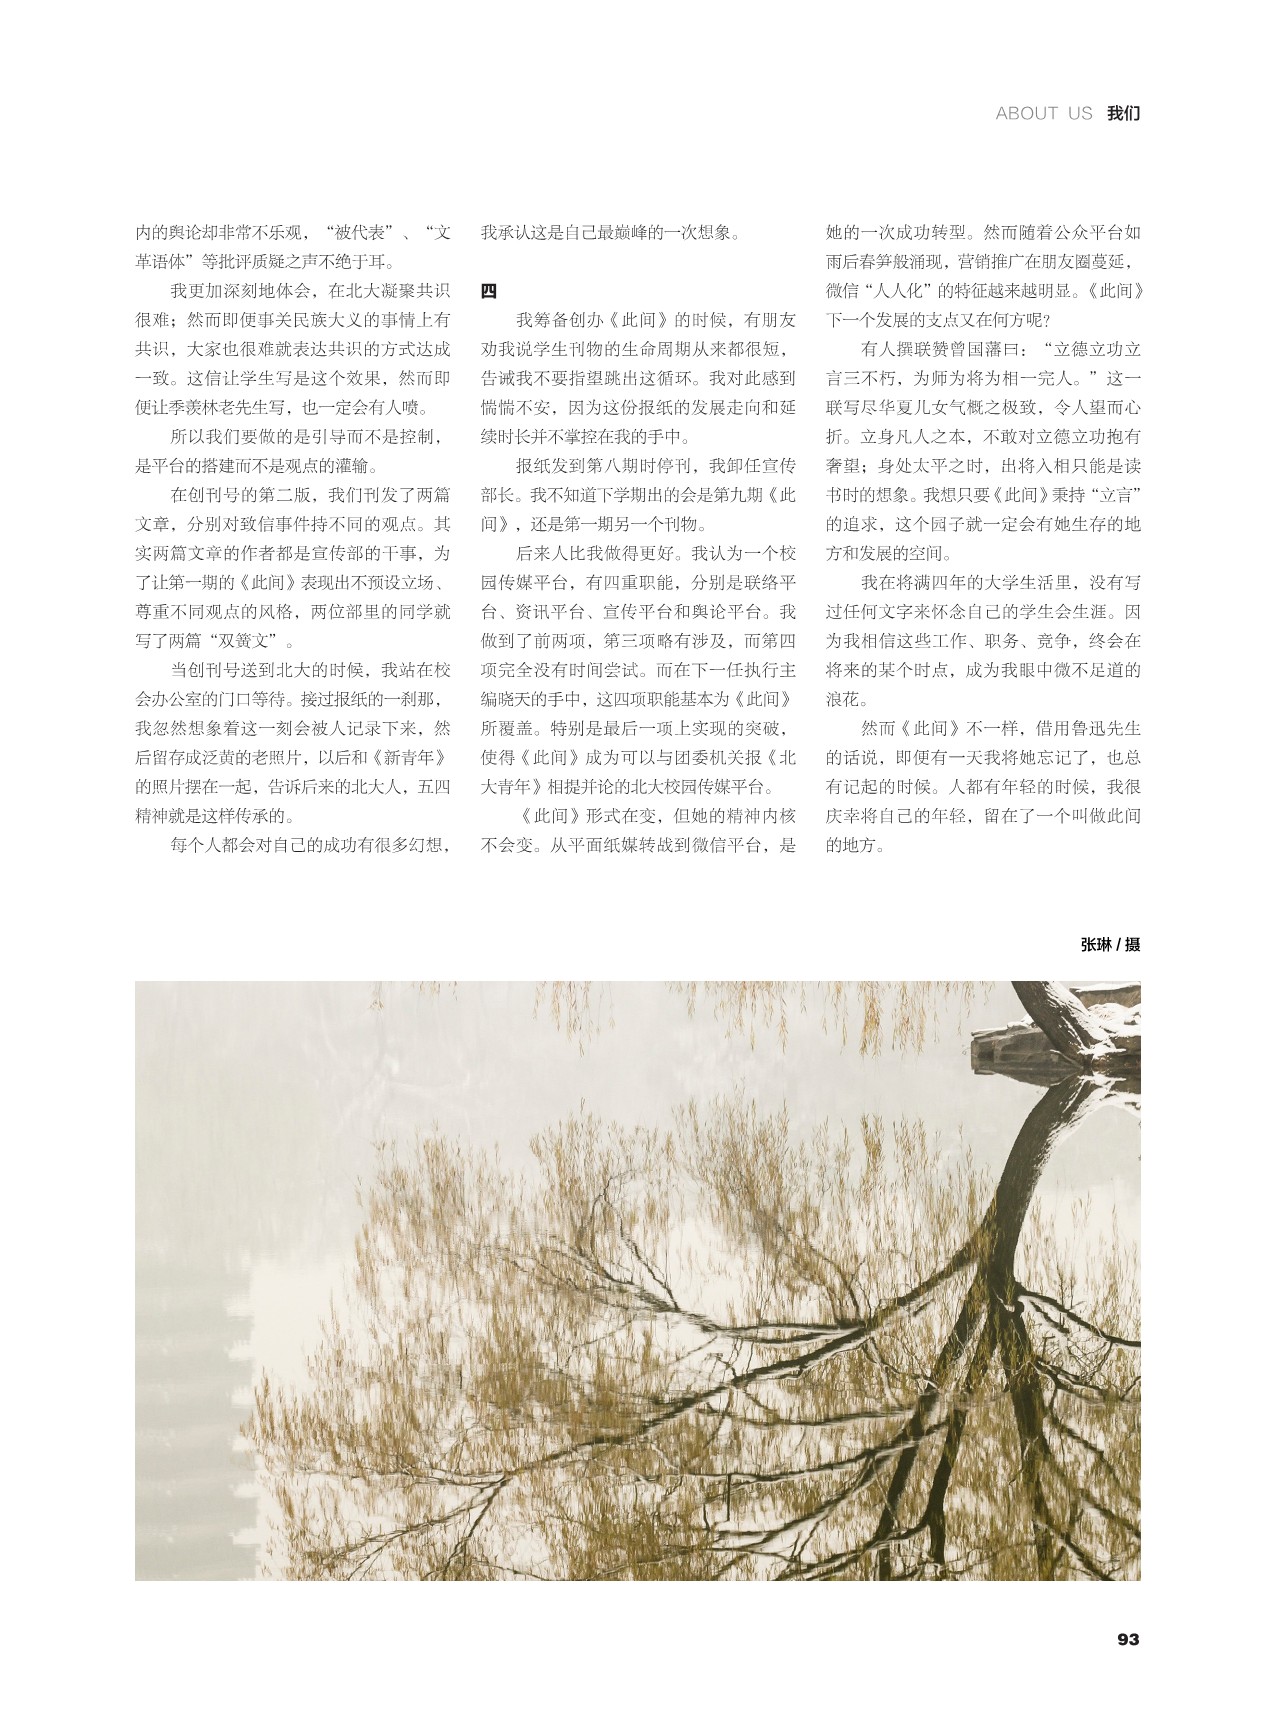 ABOUT US 我们
内的舆论却非常不乐观，“被代表”、“文
革语体”等批评质疑之声不绝于耳。
我更加深刻地体会，在北大凝聚共识
很难；然而即便事关民族大义的事情上有
共识，大家也很难就表达共识的方式达成
一致。这信让学生写是这个效果，然而即
便让季羡林老先生写，也一定会有人喷。
所以我们要做的是引导而不是控制，
是平台的搭建而不是观点的灌输。
在创刊号的第二版，我们刊发了两篇
文章，分别对致信事件持不同的观点。其
实两篇文章的作者都是宣传部的干事，为
了让第一期的《此间》表现出不预设立场、
尊重不同观点的风格，两位部里的同学就
写了两篇“双簧文”。
当创刊号送到北大的时候，我站在校
会办公室的门口等待。接过报纸的一刹那，
我忽然想象着这一刻会被人记录下来，然
后留存成泛黄的老照片，以后和《新青年》
的照片摆在一起，告诉后来的北大人，五四
精神就是这样传承的。
每个人都会对自己的成功有很多幻想，
我承认这是自己最巅峰的一次想象。
四
我筹备创办《此间》的时候，有朋友
劝我说学生刊物的生命周期从来都很短，
告诫我不要指望跳出这循环。我对此感到
惴惴不安，因为这份报纸的发展走向和延
续时长并不掌控在我的手中。
报纸发到第八期时停刊，我卸任宣传
部长。我不知道下学期出的会是第九期《此
间》，还是第一期另一个刊物。
后来人比我做得更好。我认为一个校
园传媒平台，有四重职能，分别是联络平
台、资讯平台、宣传平台和舆论平台。我
做到了前两项，第三项略有涉及，而第四
项完全没有时间尝试。而在下一任执行主
编晓天的手中，这四项职能基本为《此间》
所覆盖。特别是最后一项上实现的突破，
使得《此间》成为可以与团委机关报《北
大青年》相提并论的北大校园传媒平台。
《此间》形式在变，但她的精神内核
不会变。从平面纸媒转战到微信平台，是
她的一次成功转型。然而随着公众平台如
雨后春笋般涌现，营销推广在朋友圈蔓延，
微信“人人化”的特征越来越明显。《此间》
下一个发展的支点又在何方呢？
有人撰联赞曾国藩曰：“立德立功立
言三不朽，为师为将为相一完人。”这一
联写尽华夏儿女气概之极致，令人望而心
折。立身凡人之本，不敢对立德立功抱有
奢望；身处太平之时，出将入相只能是读
书时的想象。我想只要《此间》秉持“立言”
的追求，这个园子就一定会有她生存的地
方和发展的空间。
我在将满四年的大学生活里，没有写
过任何文字来怀念自己的学生会生涯。因
为我相信这些工作、职务、竞争，终会在
将来的某个时点，成为我眼中微不足道的
浪花。
然而《此间》不一样，借用鲁迅先生
的话说，即便有一天我将她忘记了，也总
有记起的时候。人都有年轻的时候，我很
庆幸将自己的年轻，留在了一个叫做此间
的地方。
张琳 / 摄
93